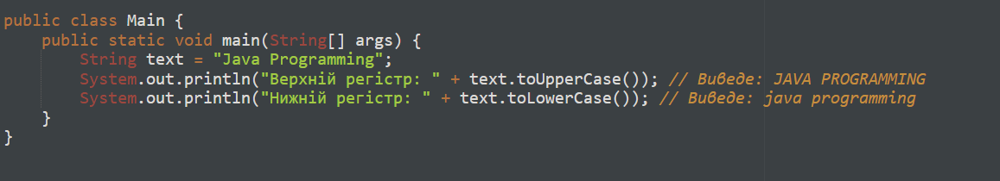 public class Main {
    public static void main(String[] args) {
        String text = "Java Programming";
        System.out.println("Верхній регістр: " + text.toUpperCase()); // Виведе: JAVA PROGRAMMING
        System.out.println("Нижній регістр: " + text.toLowerCase()); // Виведе: java programming
    }
}